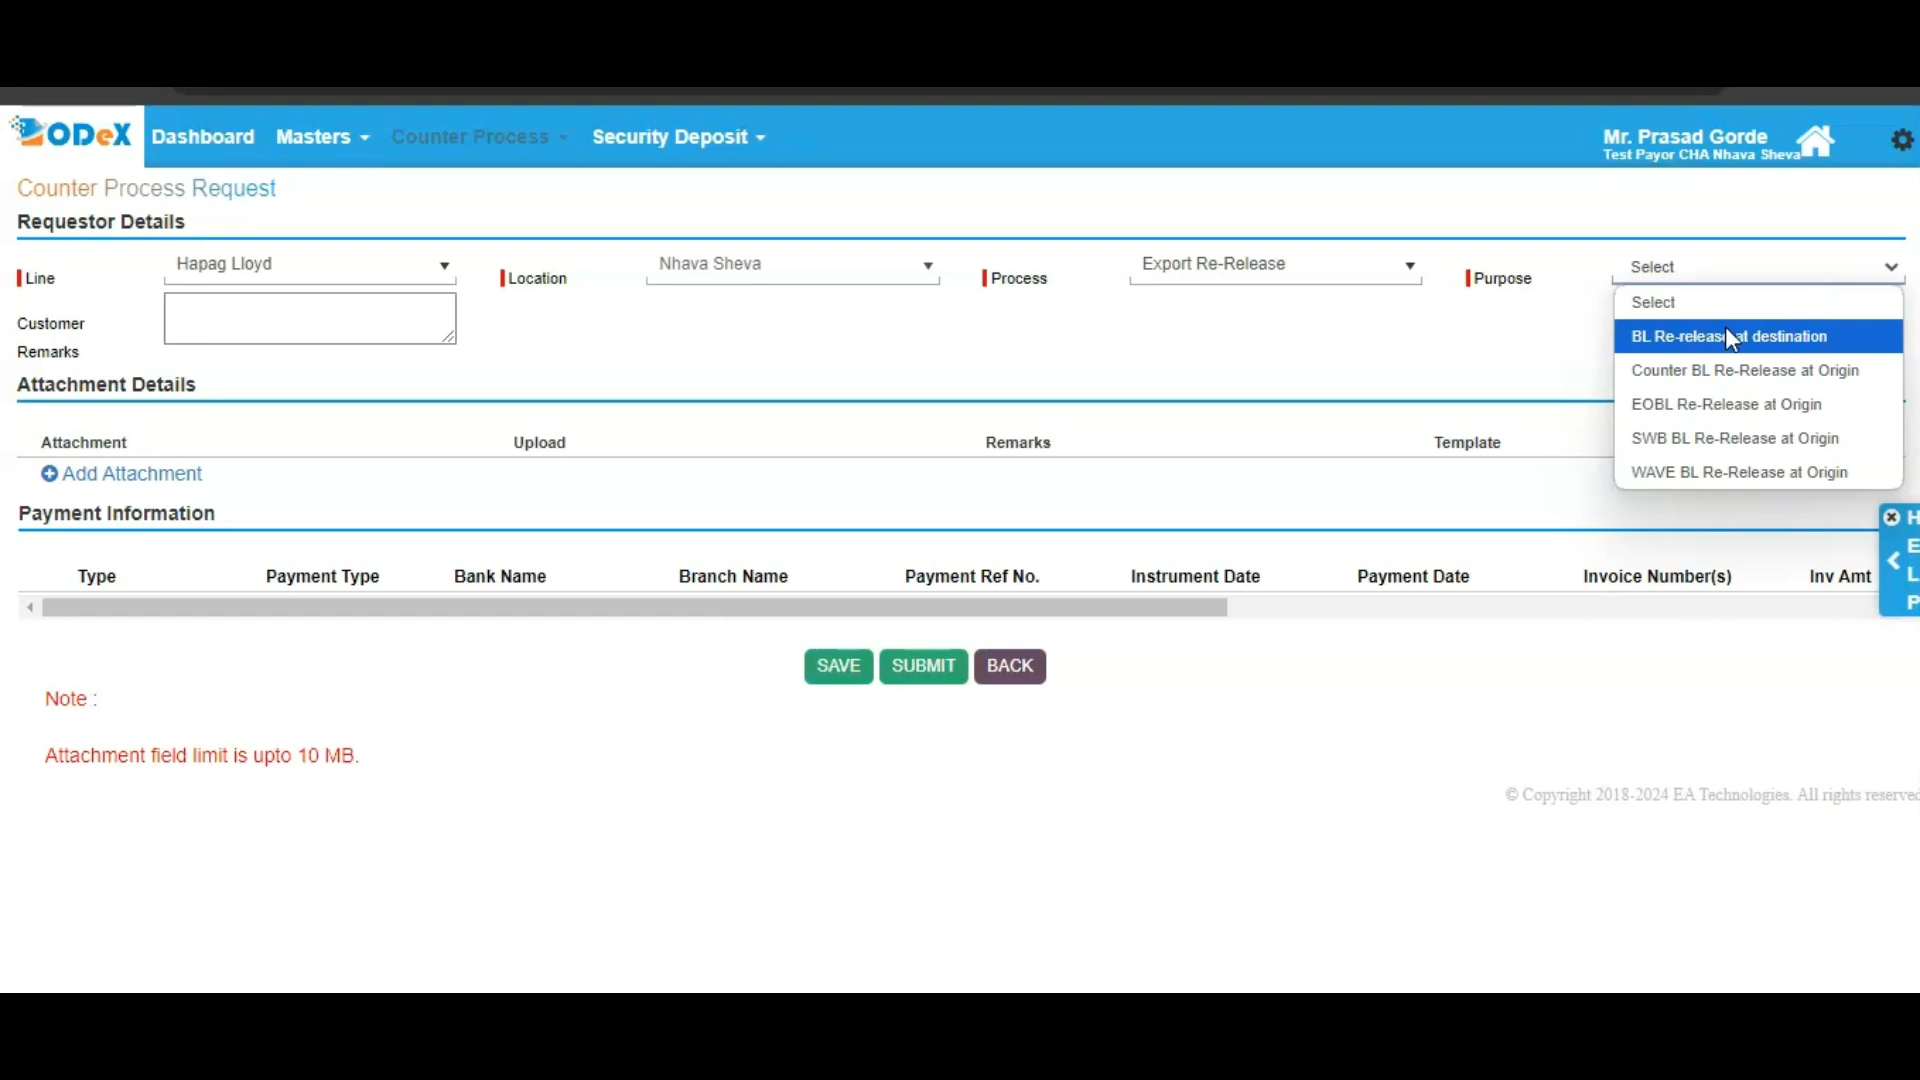 ODeX Dashboard Masters Counter Process Security Deposit Mr. Prasad Gorde
Test Payor CHA Nhava Sheva
Counter Process Request
Requestor Details
Line Hapag Lloyd Location Nhava Sheva Process Export Re-Release Purpose Select
Select
BL Re-release at destination
Counter BL Re-Release at Origin
EOBL Re-Release at Origin
SWB BL Re-Release at Origin
WAVE BL Re-Release at Origin
Customer
Remarks
Attachment Details
Attachment Upload Remarks Template
Add Attachment
Payment Information
H
E
L
P
Type Payment Type Bank Name Branch Name Payment Ref No. Instrument Date Payment Date Invoice Number(s) Inv Amt
SAVE SUBMIT BACK
Note :
Attachment field limit is upto 10 MB.
© Copyright 2018-2024 EA Technologies. All rights reserved